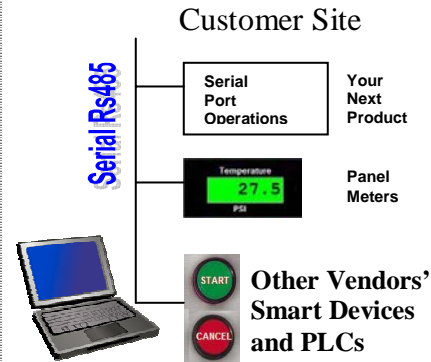 Customer Site
Serial Rs485
Serial
Port
Operations
Your
Next
Product
Temperature
27.5
PSI
Panel
Meters
START
CANCEL
Other Vendors’
Smart Devices
and PLCs